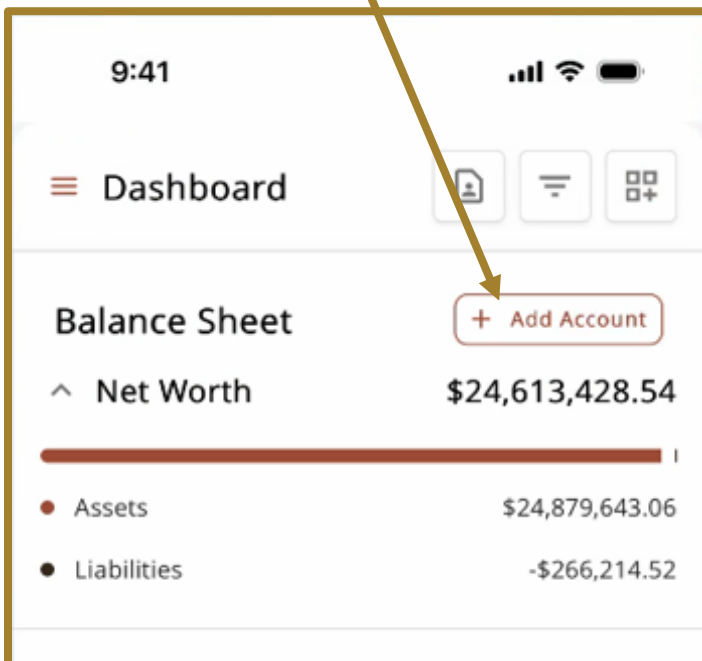 9:41
Dashboard
Balance Sheet
+ Add Account
Net Worth $24,613,428.54
Assets $24,879,643.06
Liabilities -$266,214.52